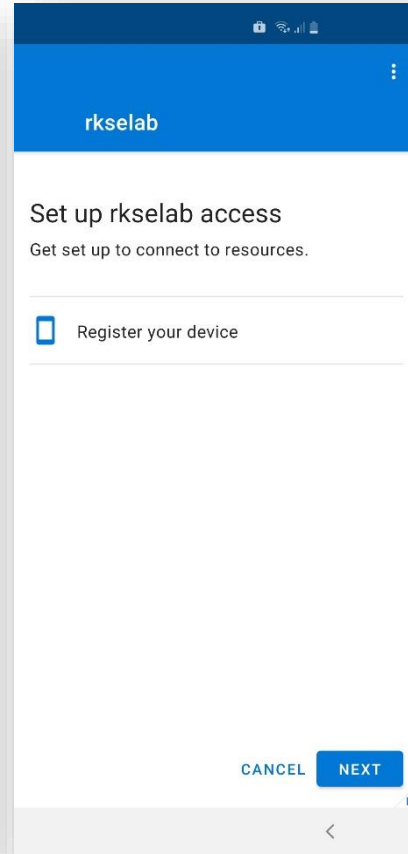 rkselab
Set up rkselab access
Get set up to connect to resources.
Register your device
CANCEL NEXT